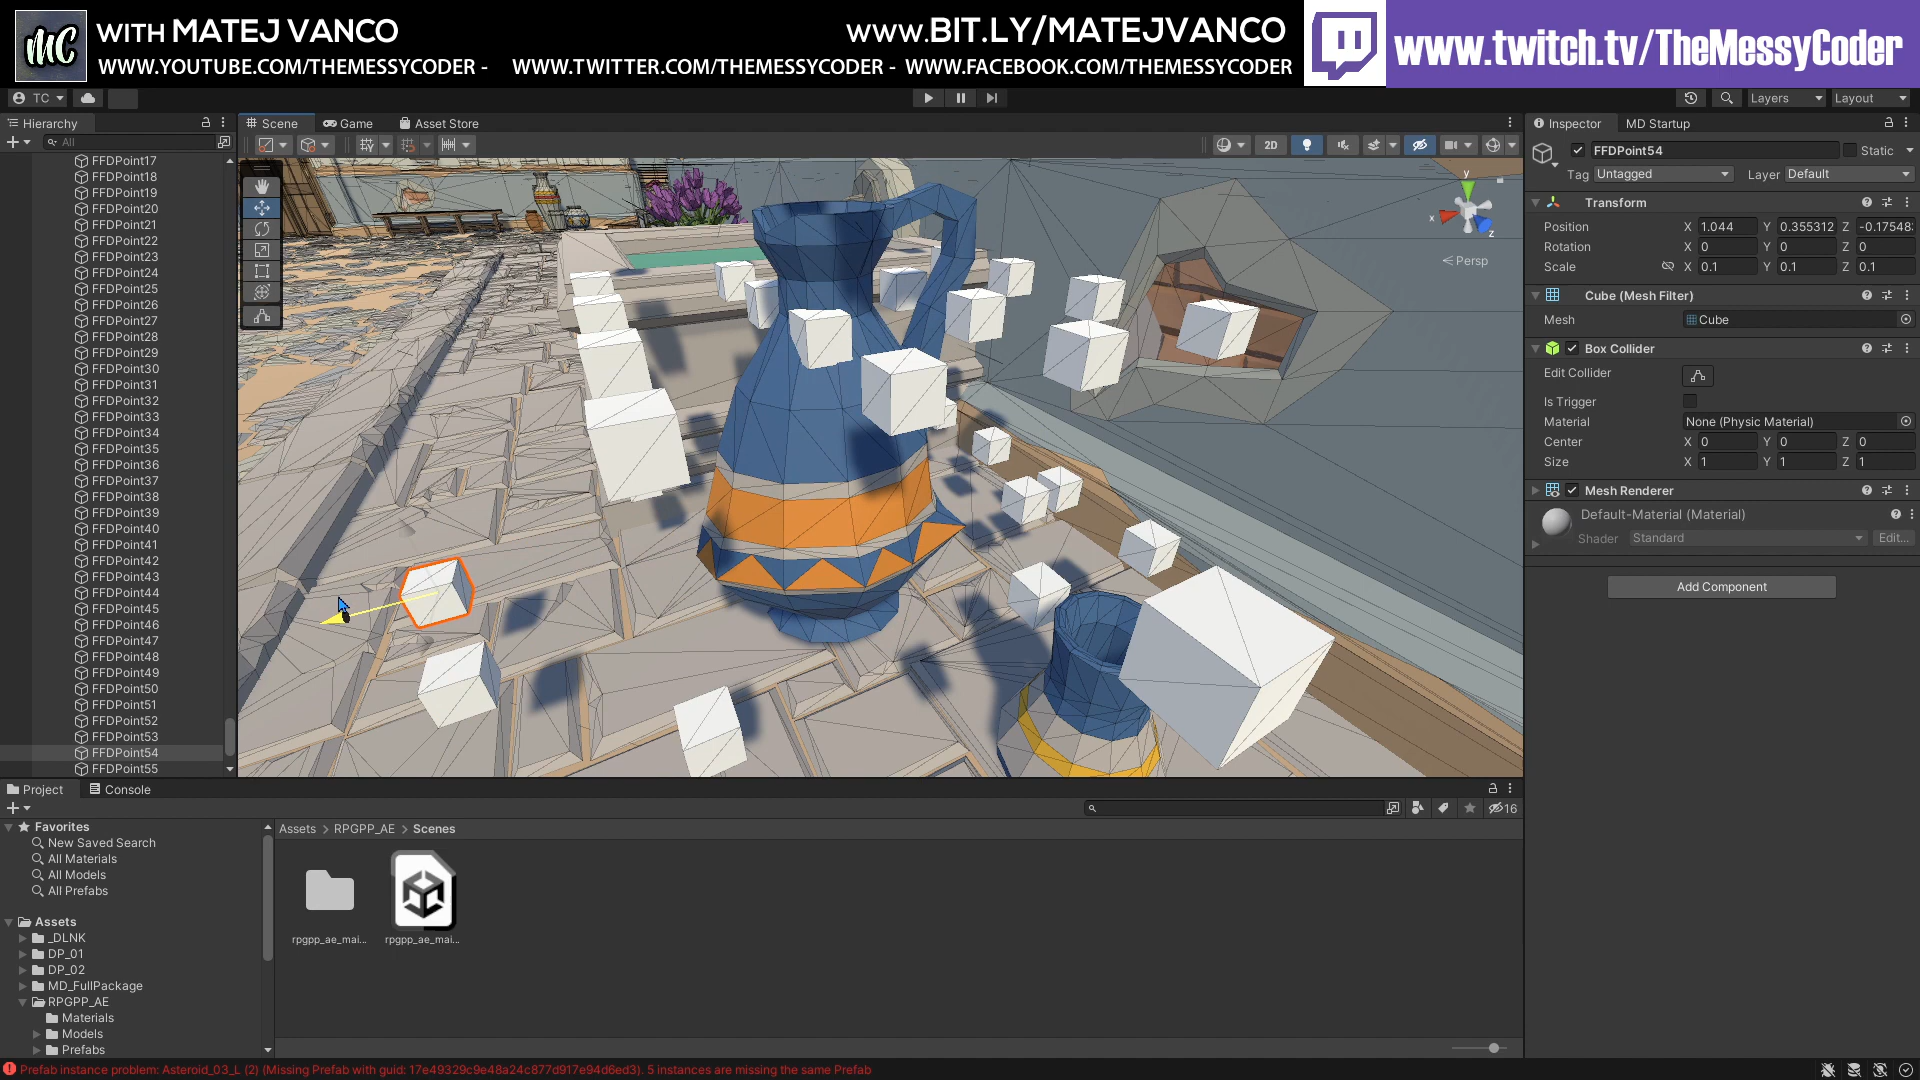 MC
WITH MATEJ VANCO
WWW.BIT.LY/MATEJVANCO
WWW.YOUTUBE.COM/THEMESSYCODER - WWW.TWITTER.COM/THEMESSYCODER - WWW.FACEBOOK.COM/THEMESSYCODER
www.twitch.tv/TheMessyCoder
TC
Layers
Layout
Hierarchy
All
FFDPoint17
FFDPoint18
FFDPoint19
FFDPoint20
FFDPoint21
FFDPoint22
FFDPoint23
FFDPoint24
FFDPoint25
FFDPoint26
FFDPoint27
FFDPoint28
FFDPoint29
FFDPoint30
FFDPoint31
FFDPoint32
FFDPoint33
FFDPoint34
FFDPoint35
FFDPoint36
FFDPoint37
FFDPoint38
FFDPoint39
FFDPoint40
FFDPoint41
FFDPoint42
FFDPoint43
FFDPoint44
FFDPoint45
FFDPoint46
FFDPoint47
FFDPoint48
FFDPoint49
FFDPoint50
FFDPoint51
FFDPoint52
FFDPoint53
FFDPoint54
FFDPoint55
Scene Game Asset Store
2D
y
x
z
Persp
Inspector MD Startup
FFDPoint54 Static
Tag Untagged Layer Default
Transform
Position X 1.044 Y 0.355312 Z -0.17548
Rotation X 0 Y 0 Z 0
Scale X 0.1 Y 0.1 Z 0.1
Cube (Mesh Filter)
Mesh Cube
Box Collider
Edit Collider
Is Trigger
Material None (Physic Material)
Center X 0 Y 0 Z 0
Size X 1 Y 1 Z 1
Mesh Renderer
Default-Material (Material)
Shader Standard Edit...
Add Component
Project Console
16
Favorites
New Saved Search
All Materials
All Models
All Prefabs
Assets
_DLNK
DP_01
DP_02
MD_FullPackage
RPGPP_AE
Materials
Models
Prefabs
Assets > RPGPP_AE > Scenes
rpgpp_ae_mai...
rpgpp_ae_mai...
Prefab instance problem: Asteroid_03_L (2) (Missing Prefab with guid: 17e49329c9e48a24c877d917e94d6ed3). 5 instances are missing the same Prefab